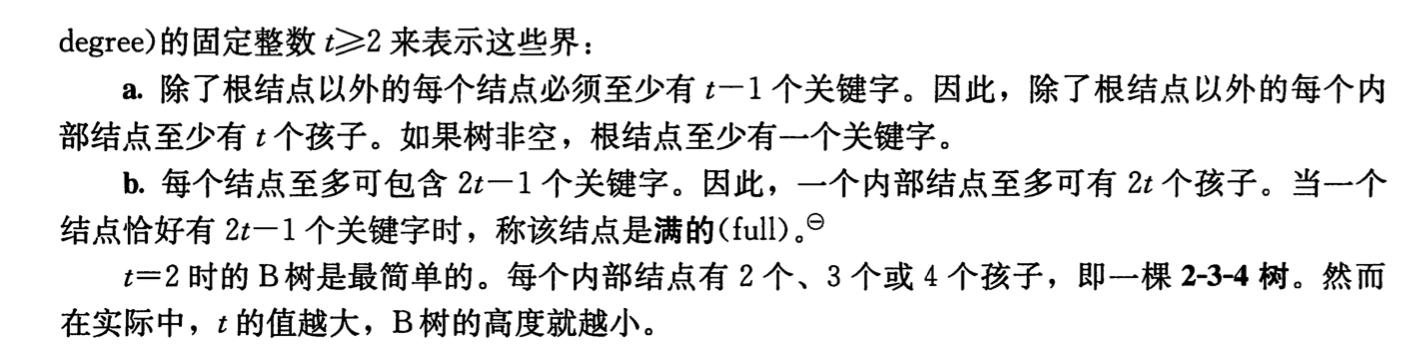 degree)的固定整数 t⩾2 来表示这些界：
a. 除了根结点以外的每个结点必须至少有 t－1 个关键字。因此，除了根结点以外的每个内
部结点至少有 t 个孩子。如果树非空，根结点至少有一个关键字。
b. 每个结点至多可包含 2t－1 个关键字。因此，一个内部结点至多可有 2t 个孩子。当一个
结点恰好有 2t－1 个关键字时，称该结点是满的(full)。㊀
t＝2 时的 B 树是最简单的。每个内部结点有 2 个、3 个或 4 个孩子，即一棵 2-3-4 树。然而
在实际中，t 的值越大，B 树的高度就越小。